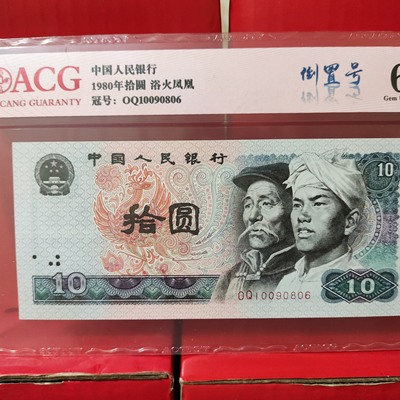 ACG
CANG GUARANTY
中国人民银行
1980年拾圆 浴火凤凰
冠号：OQ10090806
倒置号
6
Gem
中国人民银行
10
拾圆
OQ10090806
10
10